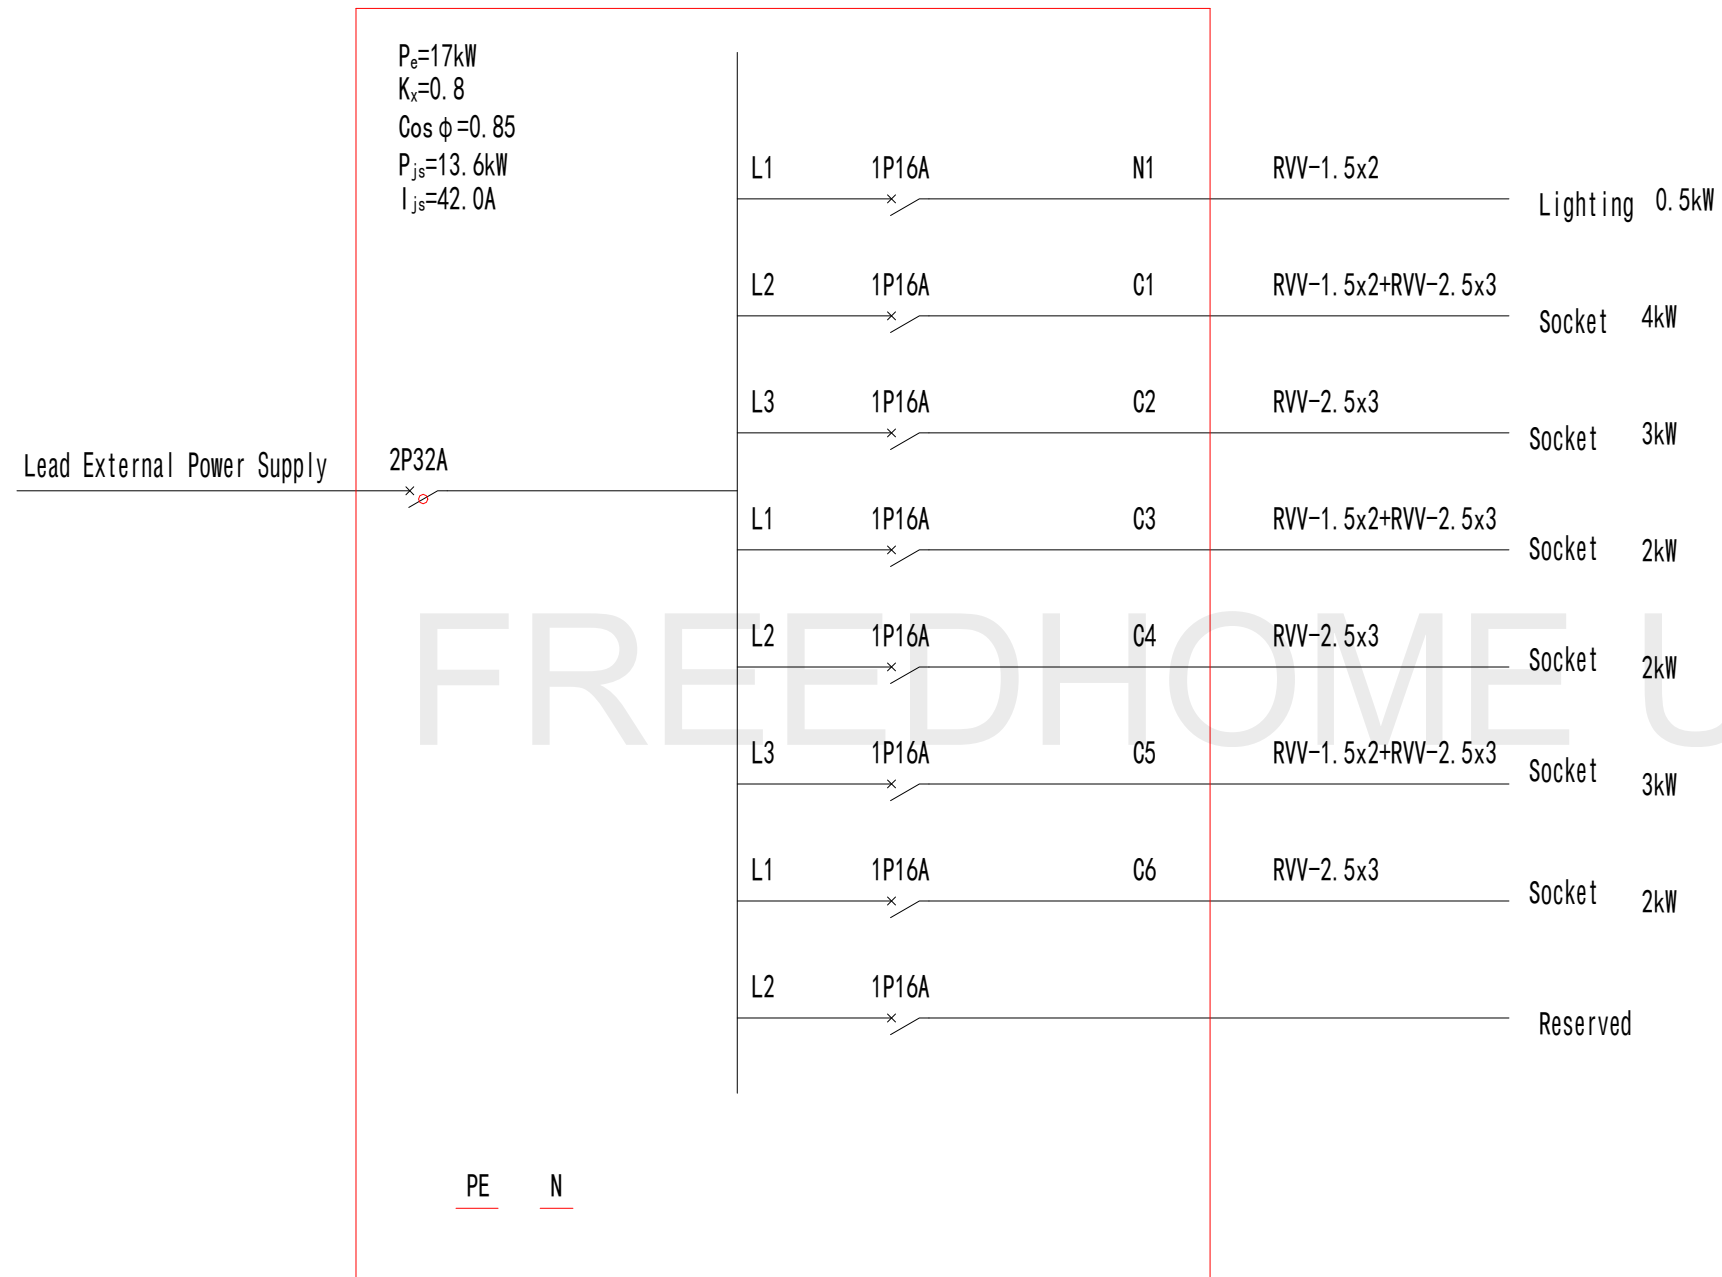 Pe=17kW
Kx=0.8
Cosφ=0.85
Pjs=13.6kW
Ijs=42.0A
L1 1P16A N1 RVV-1.5x2 Lighting 0.5kW
L2 1P16A C1 RVV-1.5x2+RVV-2.5x3 Socket 4kW
L3 1P16A C2 RVV-2.5x3 Socket 3kW
Lead External Power Supply 2P32A
L1 1P16A C3 RVV-1.5x2+RVV-2.5x3 Socket 2kW
L2 1P16A C4 RVV-2.5x3 Socket 2kW
FREEDHOME U
L3 1P16A C5 RVV-1.5x2+RVV-2.5x3 Socket 3kW
L1 1P16A C6 RVV-2.5x3 Socket 2kW
L2 1P16A Reserved
PE N